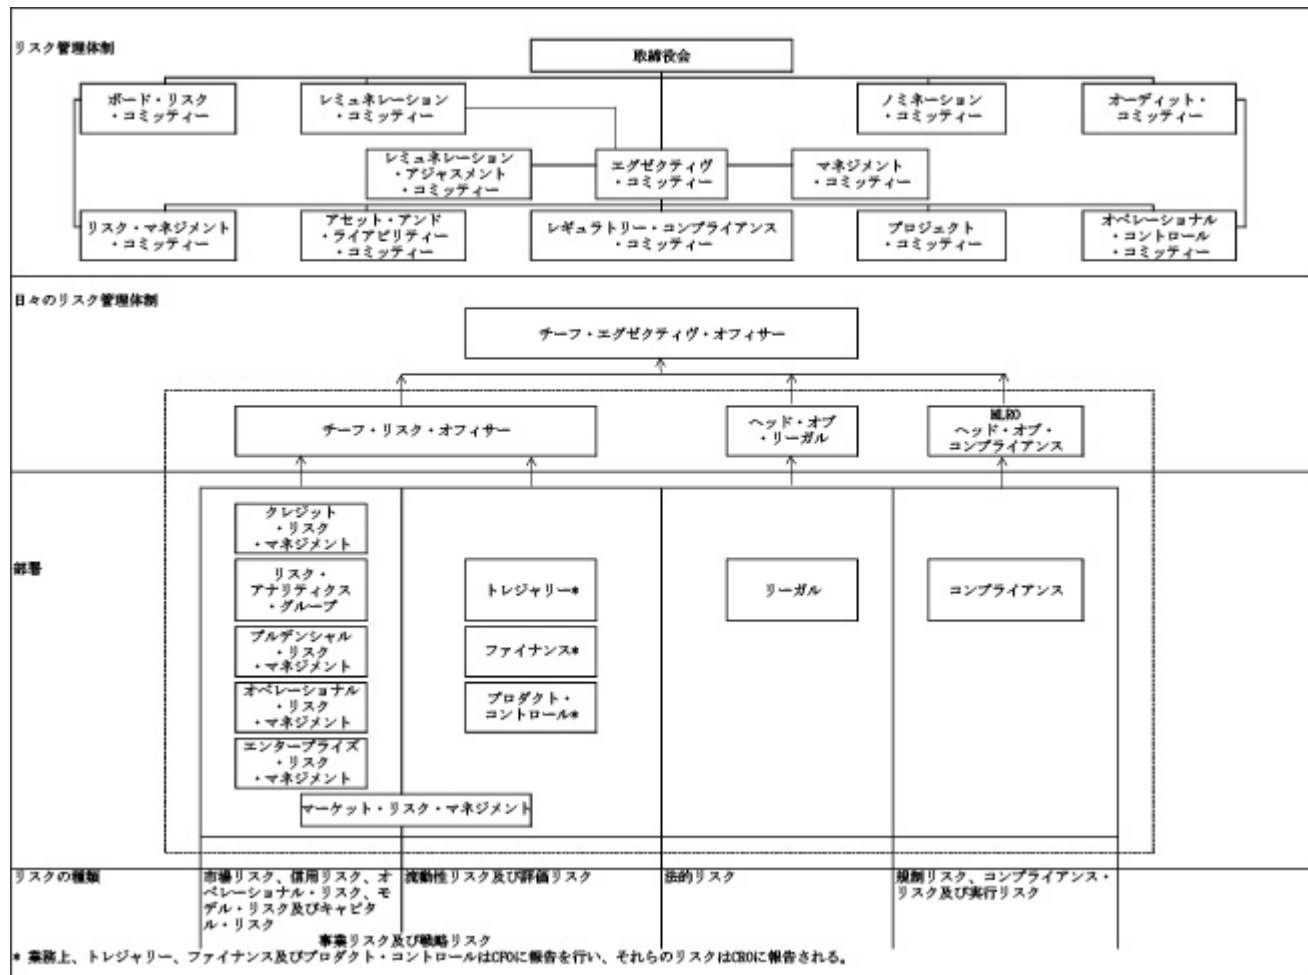 リスク管理体制
取締役会
ボード・リスク
・コミッティー
レミュネレーション
・コミッティー
ノミネーション
・コミッティー
オーディット・
コミッティー
レミュネレーション
・アジャスメント
・コミッティー
エグゼクティヴ
・コミッティー
マネジメント
・コミッティー
リスク・マネジメント
・コミッティー
アセット・アンド
・ライアビリティー
・コミッティー
レギュラトリー・コンプライアンス
・コミッティー
プロジェクト
・コミッティー
オペレーショナル
・コントロール
・コミッティー
日々のリスク管理体制
チーフ・エグゼクティヴ・オフィサー
チーフ・リスク・オフィサー
ヘッド・オブ
・リーガル
MLRO
ヘッド・オブ・
コンプライアンス
部署
クレジット
・リスク
・マネジメント
リスク・
アナリティクス
・グループ
プルデンシャル
・リスク
・マネジメント
オペレーショナル
・リスク
・マネジメント
エンタープライズ
・リスク
・マネジメント
トレジャリー*
ファイナンス*
プロダクト・
コントロール*
リーガル
コンプライアンス
マーケット・リスク・マネジメント
リスクの種類
市場リスク、信用リスク、オ
ペレーショナル・リスク、モ
デル・リスク及びキャピタ
ル・リスク
流動性リスク及び評価リスク
法的リスク
規制リスク、コンプライアンス・
リスク及び実行リスク
事業リスク及び戦略リスク
* 業務上、トレジャリー、ファイナンス及びプロダクト・コントロールはCFOに報告を行い、それらのリスクはCROに報告される。